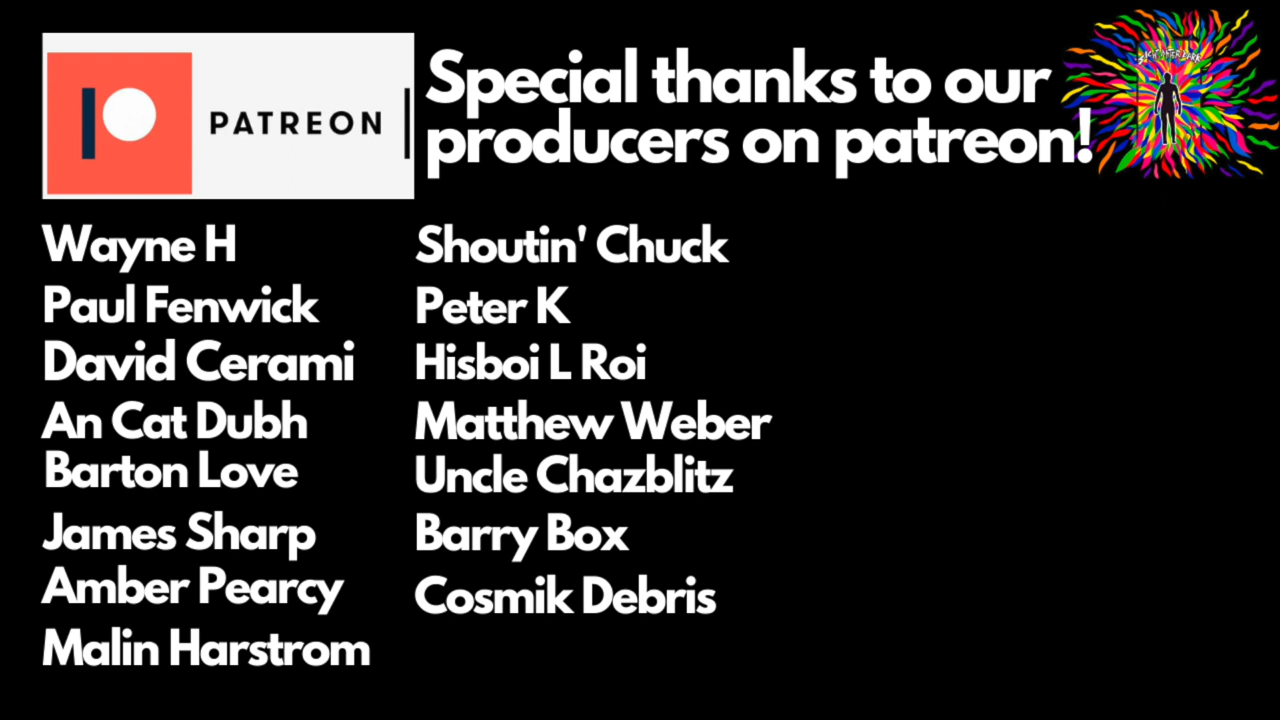 PATREON
Special thanks to our
producers on patreon!
Wayne H
Paul Fenwick
David Cerami
An Cat Dubh
Barton Love
James Sharp
Amber Pearcy
Malin Harstrom
Shoutin' Chuck
Peter K
Hisboi L Roi
Matthew Weber
Uncle Chazblitz
Barry Box
Cosmik Debris